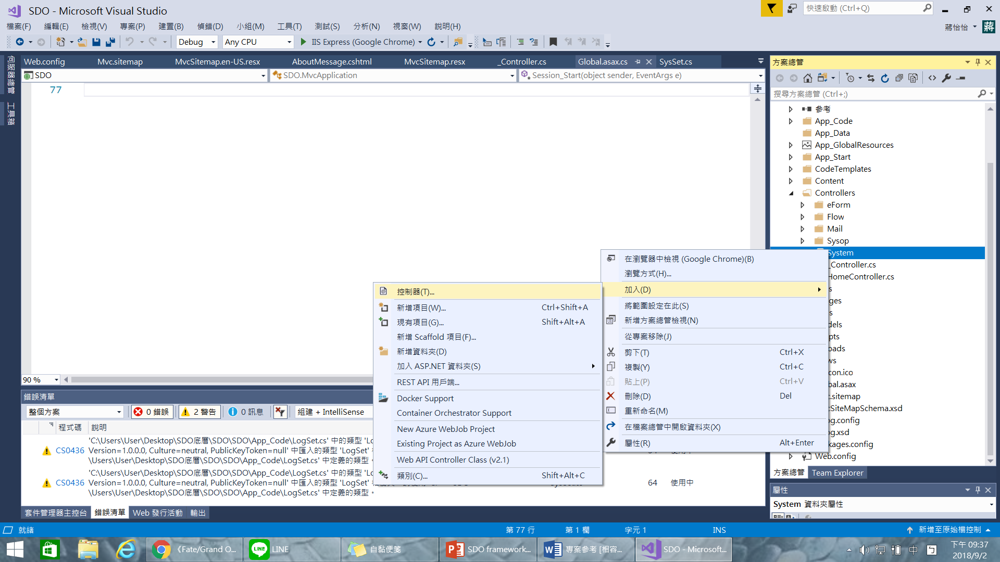 SDO - Microsoft Visual Studio
快速啟動 (Ctrl+Q)
檔案(F) 編輯(E) 檢視(V) 專案(P) 建置(B) 偵錯(D) 小組(M) 工具(T) 測試(S) 分析(N) 視窗(W) 說明(H)
蔣怡怡 蔣
Debug Any CPU IIS Express (Google Chrome)
伺服器總管
工具箱
Web.config Mvc.sitemap MvcSitemap.en-US.resx AboutMessage.cshtml MvcSitemap.resx _Controller.cs Global.asax.cs SysSet.cs
SDO SDO.MvcApplication Session_Start(object sender, EventArgs e)
77
90 %
方案總管
搜尋方案總管 (Ctrl+;)
參考
App_Code
App_Data
App_GlobalResources
App_Start
CodeTemplates
Content
Controllers
eForm
Flow
Mail
Sysop
System
_Controller.cs
HomeController.cs
s
ges
s
dels
pts
oads
ws
con.ico
bal.asax
c.sitemap
cSiteMapSchema.xsd
og.config
og.xsd
kages.config
Web.config
方案總管 Team Explorer
屬性
System 資料夾屬性
在瀏覽器中檢視 (Google Chrome)(B)
瀏覽方式(H)...
加入(D)
將範圍設定在此(S)
新增方案總管檢視(N)
從專案移除(J)
剪下(T) Ctrl+X
複製(Y) Ctrl+C
貼上(P) Ctrl+V
刪除(D) Del
重新命名(M)
在檔案總管中開啟資料夾(X)
屬性(R) Alt+Enter
控制器(T)...
新增項目(W)... Ctrl+Shift+A
現有項目(G)... Shift+Alt+A
新增 Scaffold 項目(F)...
新增資料夾(D)
加入 ASP.NET 資料夾(S)
REST API 用戶端...
Docker Support
Container Orchestrator Support
New Azure WebJob Project
Existing Project as Azure WebJob
Web API Controller Class (v2.1)
類別(C)... Shift+Alt+C
錯誤清單
整個方案 0 錯誤 2 警告 0 訊息 組建 + IntelliSense
程式碼 說明
'C:\Users\User\Desktop\SDO底層\SDO\SDO\App_Code\LogSet.cs' 中的類型 'Lo
CS0436 Version=1.0.0.0, Culture=neutral, PublicKeyToken=null' 中匯入的類型 'LogSet'
\Users\User\Desktop\SDO底層\SDO\SDO\App_Code\LogSet.cs' 中定義的類型。
'C:\Users\User\Desktop\SDO底層\SDO\SDO\App_Code\LogSet.cs' 中的類型 'Lo
CS0436 Version=1.0.0.0, Culture=neutral, PublicKeyToken=null' 中匯入的類型 'LogSet' 64 使用中
\Users\User\Desktop\SDO底層\SDO\SDO\App_Code\LogSet.cs' 中定義的類型。
套件管理器主控台 錯誤清單 Web 發行活動 輸出
就緒 第 77 行 第 1 欄 字元 1 INS 新增至原始檔控制
《Fate/Grand O... LINE 自黏便箋 SDO framework... 專案參考 [相容... SDO - Microsoft...
中 ㄅ
下午 09:37
2018/9/2